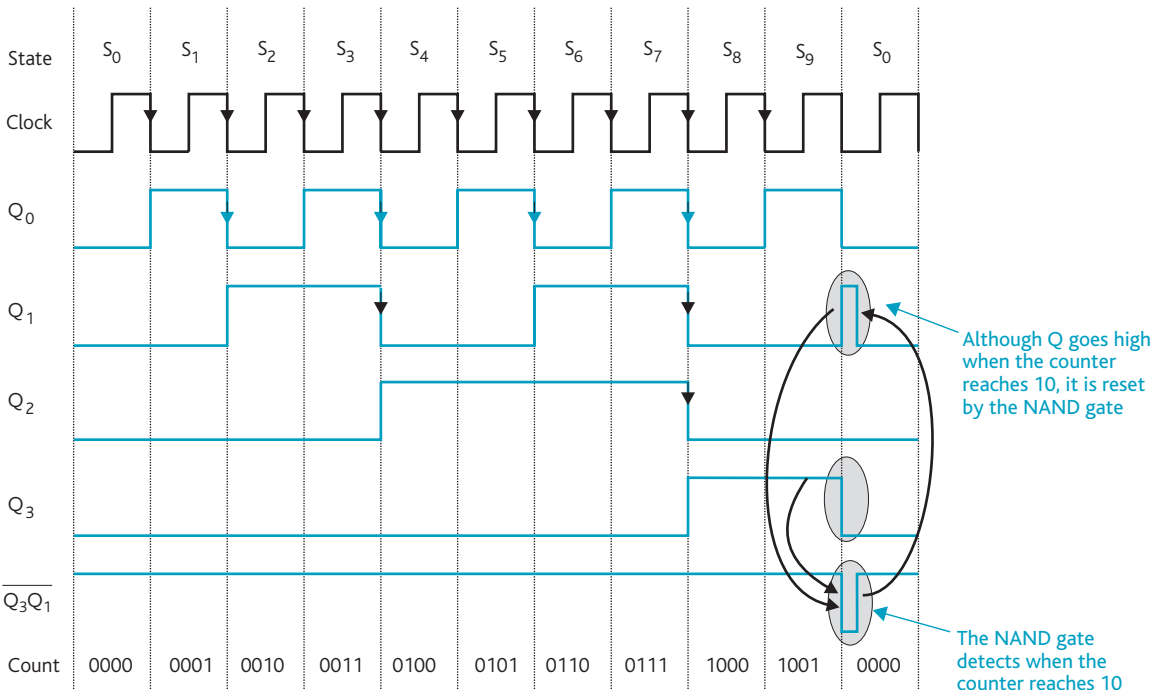 State S0 S1 S2 S3 S4 S5 S6 S7 S8 S9 S0
Clock
Q0
Q1
Although Q goes high
when the counter
reaches 10, it is reset
by the NAND gate
Q2
Q3
Q3Q1
The NAND gate
detects when the
counter reaches 10
Count 0000 0001 0010 0011 0100 0101 0110 0111 1000 1001 0000